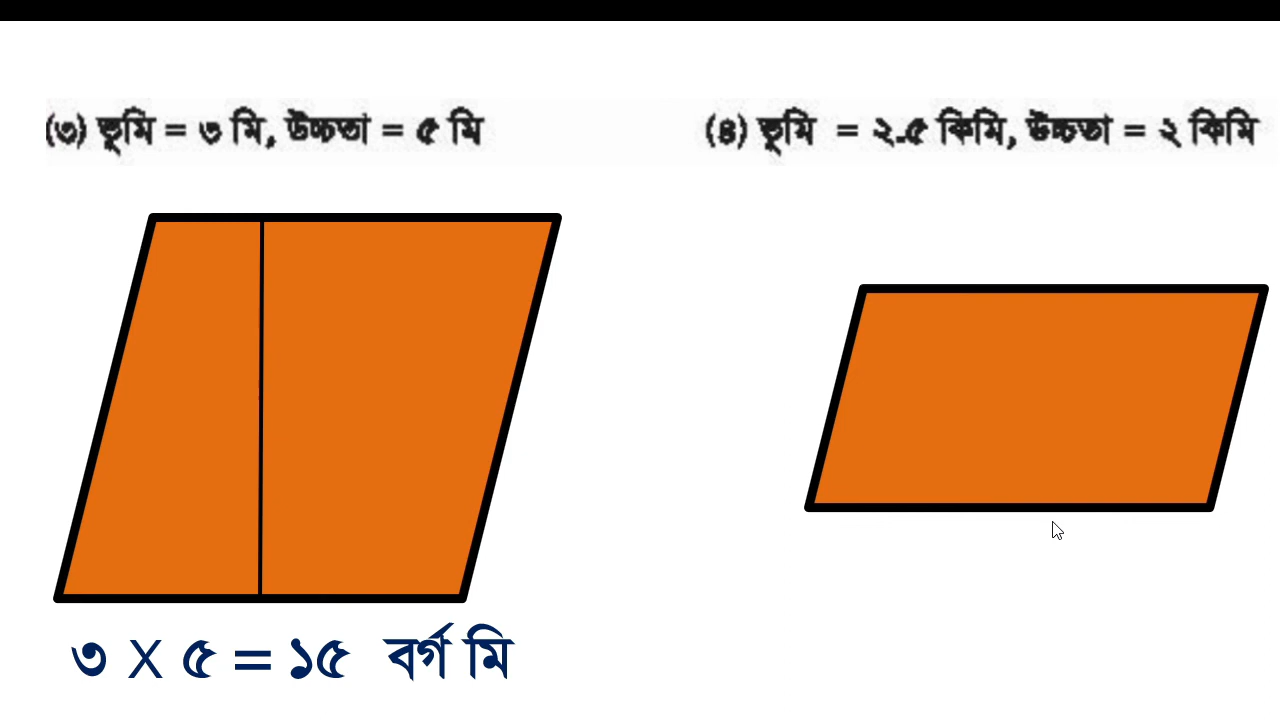 (৩) ভূমি = ৩ মি, উচ্চতা = ৫ মি
(৪) ভূমি = ২.৫ কিমি, উচ্চতা = ২ কিমি
৩ X ৫ = ১৫ বর্গ মি